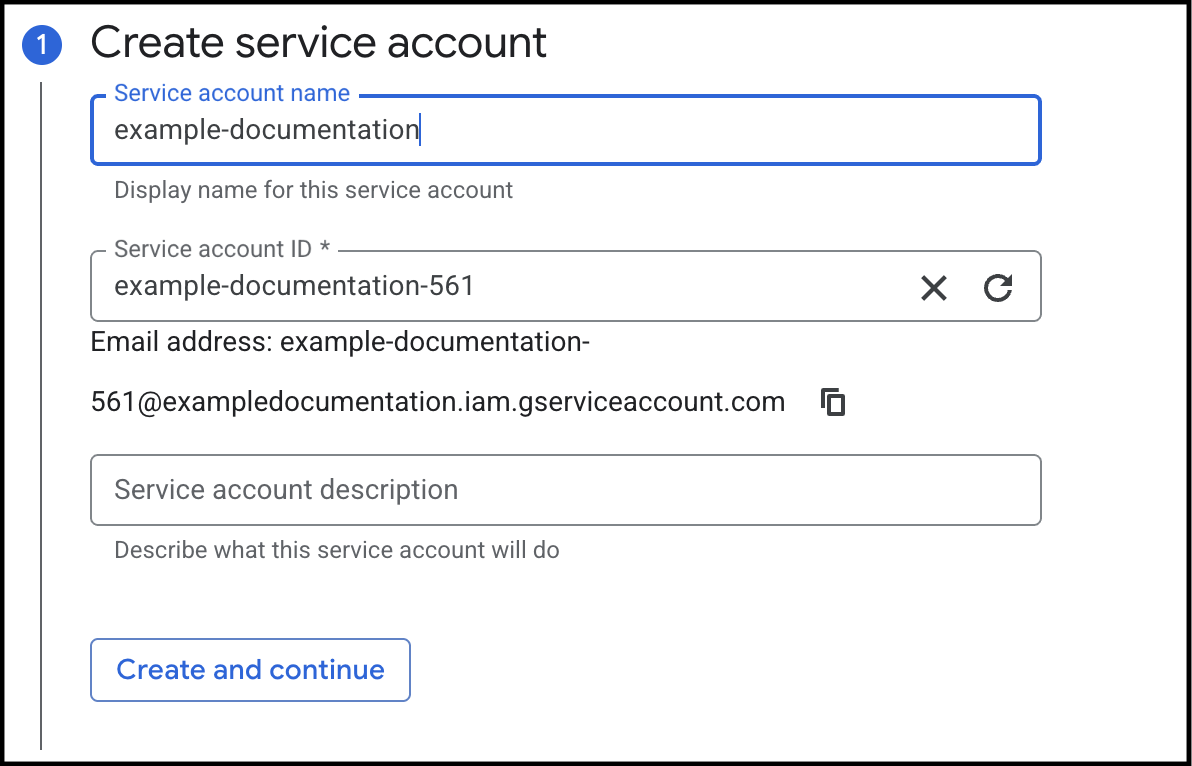 1 Create service account
Service account name
example-documentation
Display name for this service account
Service account ID *
example-documentation-561
Email address: example-documentation-
561@exampledocumentation.iam.gserviceaccount.com
Service account description
Describe what this service account will do
Create and continue